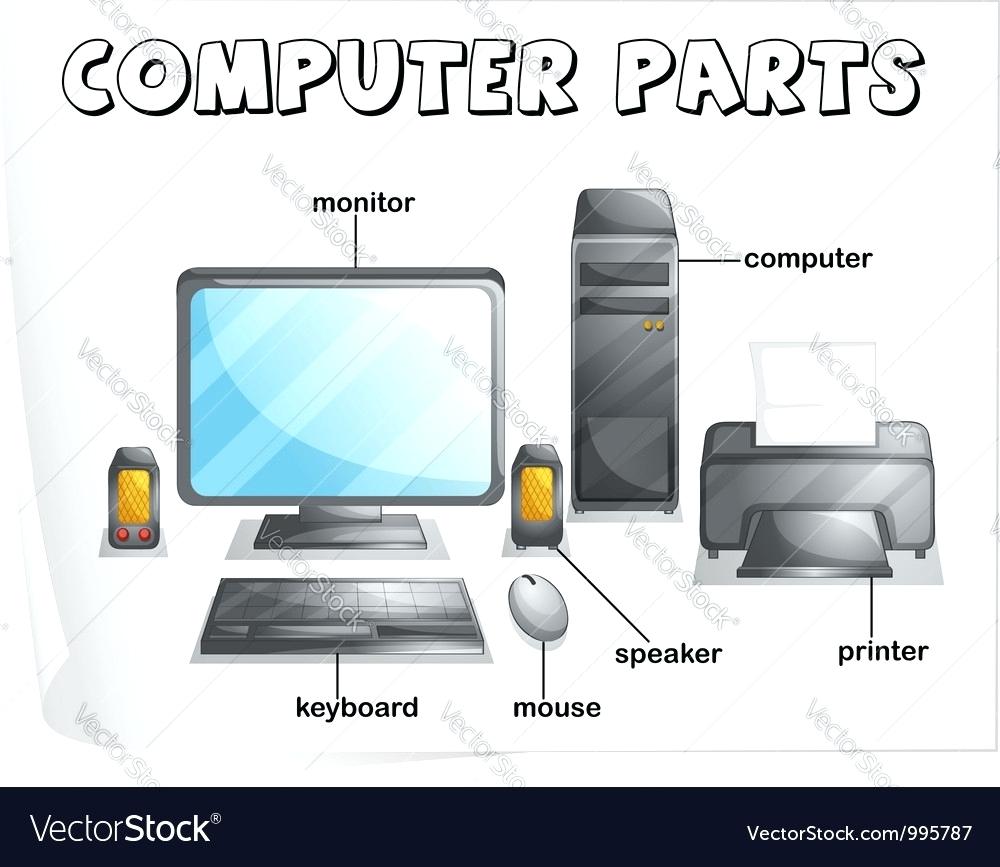 COMPUTER PARTS
monitor
computer
speaker
printer
keyboard
mouse
VectorStock®
VectorStock.com/995787